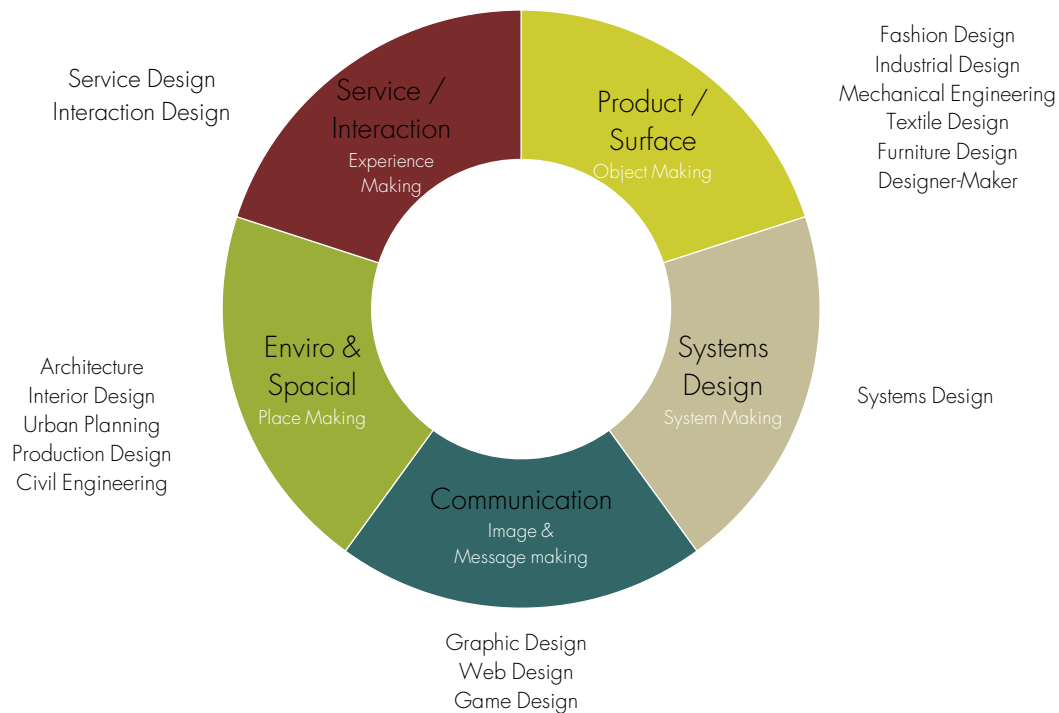 Service Design
Interaction Design
Service /
Interaction
Experience
Making
Product /
Surface
Object Making
Fashion Design
Industrial Design
Mechanical Engineering
Textile Design
Furniture Design
Designer-Maker
Architecture
Interior Design
Urban Planning
Production Design
Civil Engineering
Enviro &
Spacial
Place Making
Systems
Design
System Making
Systems Design
Communication
Image &
Message making
Graphic Design
Web Design
Game Design